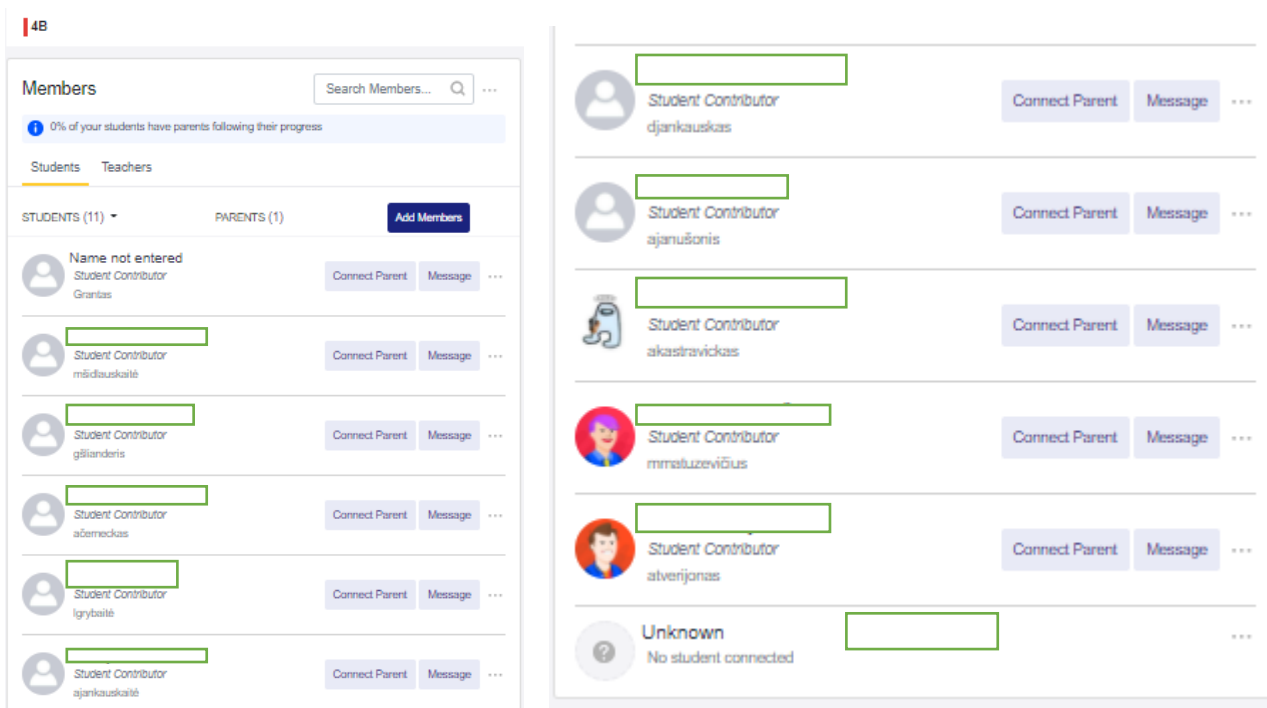 4B
Members
Search Members...
0% of your students have parents following their progress
Students Teachers
STUDENTS (11) PARENTS (1) Add Members
Name not entered
Student Contributor
Grantas
Connect Parent Message
Student Contributor
mšidlauskaitė
Connect Parent Message
Student Contributor
gšlianderis
Connect Parent Message
Student Contributor
ačerneckas
Connect Parent Message
Student Contributor
lgrybaitė
Connect Parent Message
Student Contributor
ajankauskaitė
Connect Parent Message
Student Contributor
djankauskas
Connect Parent Message
Student Contributor
ajanušonis
Connect Parent Message
Student Contributor
akastravickas
Connect Parent Message
Student Contributor
mmatuzevičius
Connect Parent Message
Student Contributor
atverijonas
Connect Parent Message
Unknown
No student connected